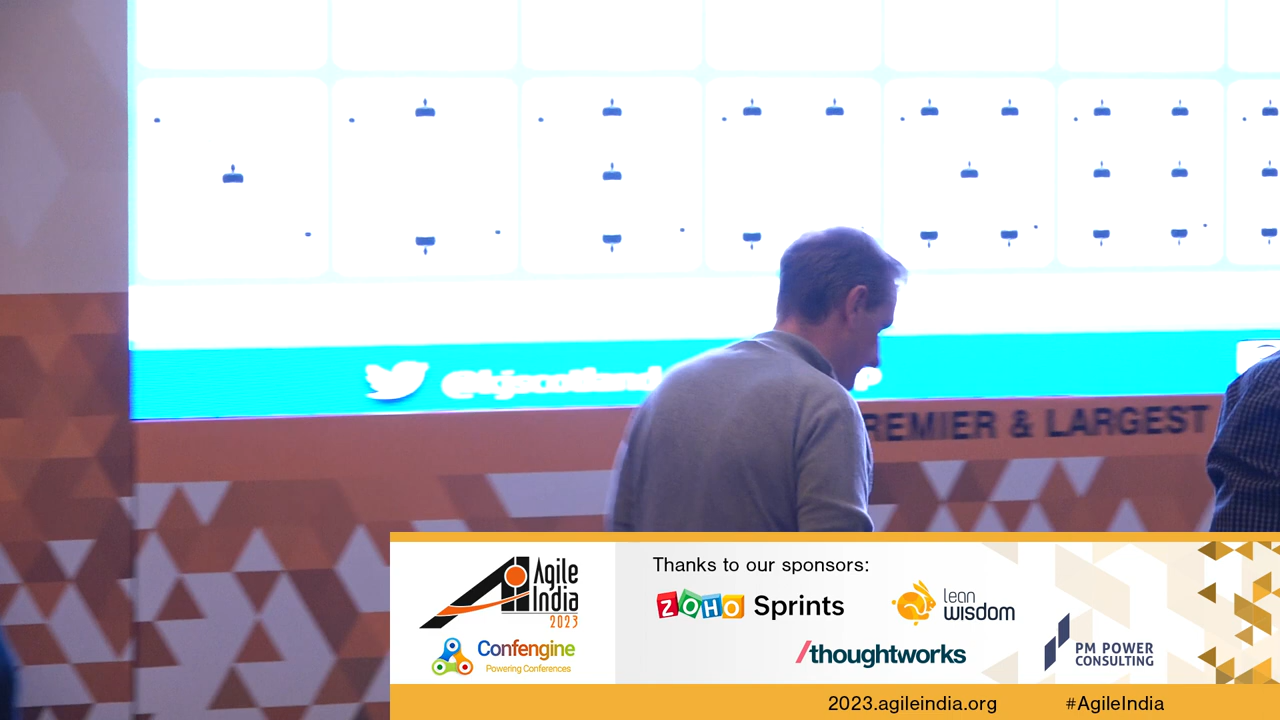 @kjscotland
REMIER & LARGEST
Agile
India
2023
Confengine
Powering Conferences
Thanks to our sponsors:
ZOHO Sprints
lean
wisdom
/thoughtworks
PM POWER
CONSULTING
2023.agileindia.org
#AgileIndia